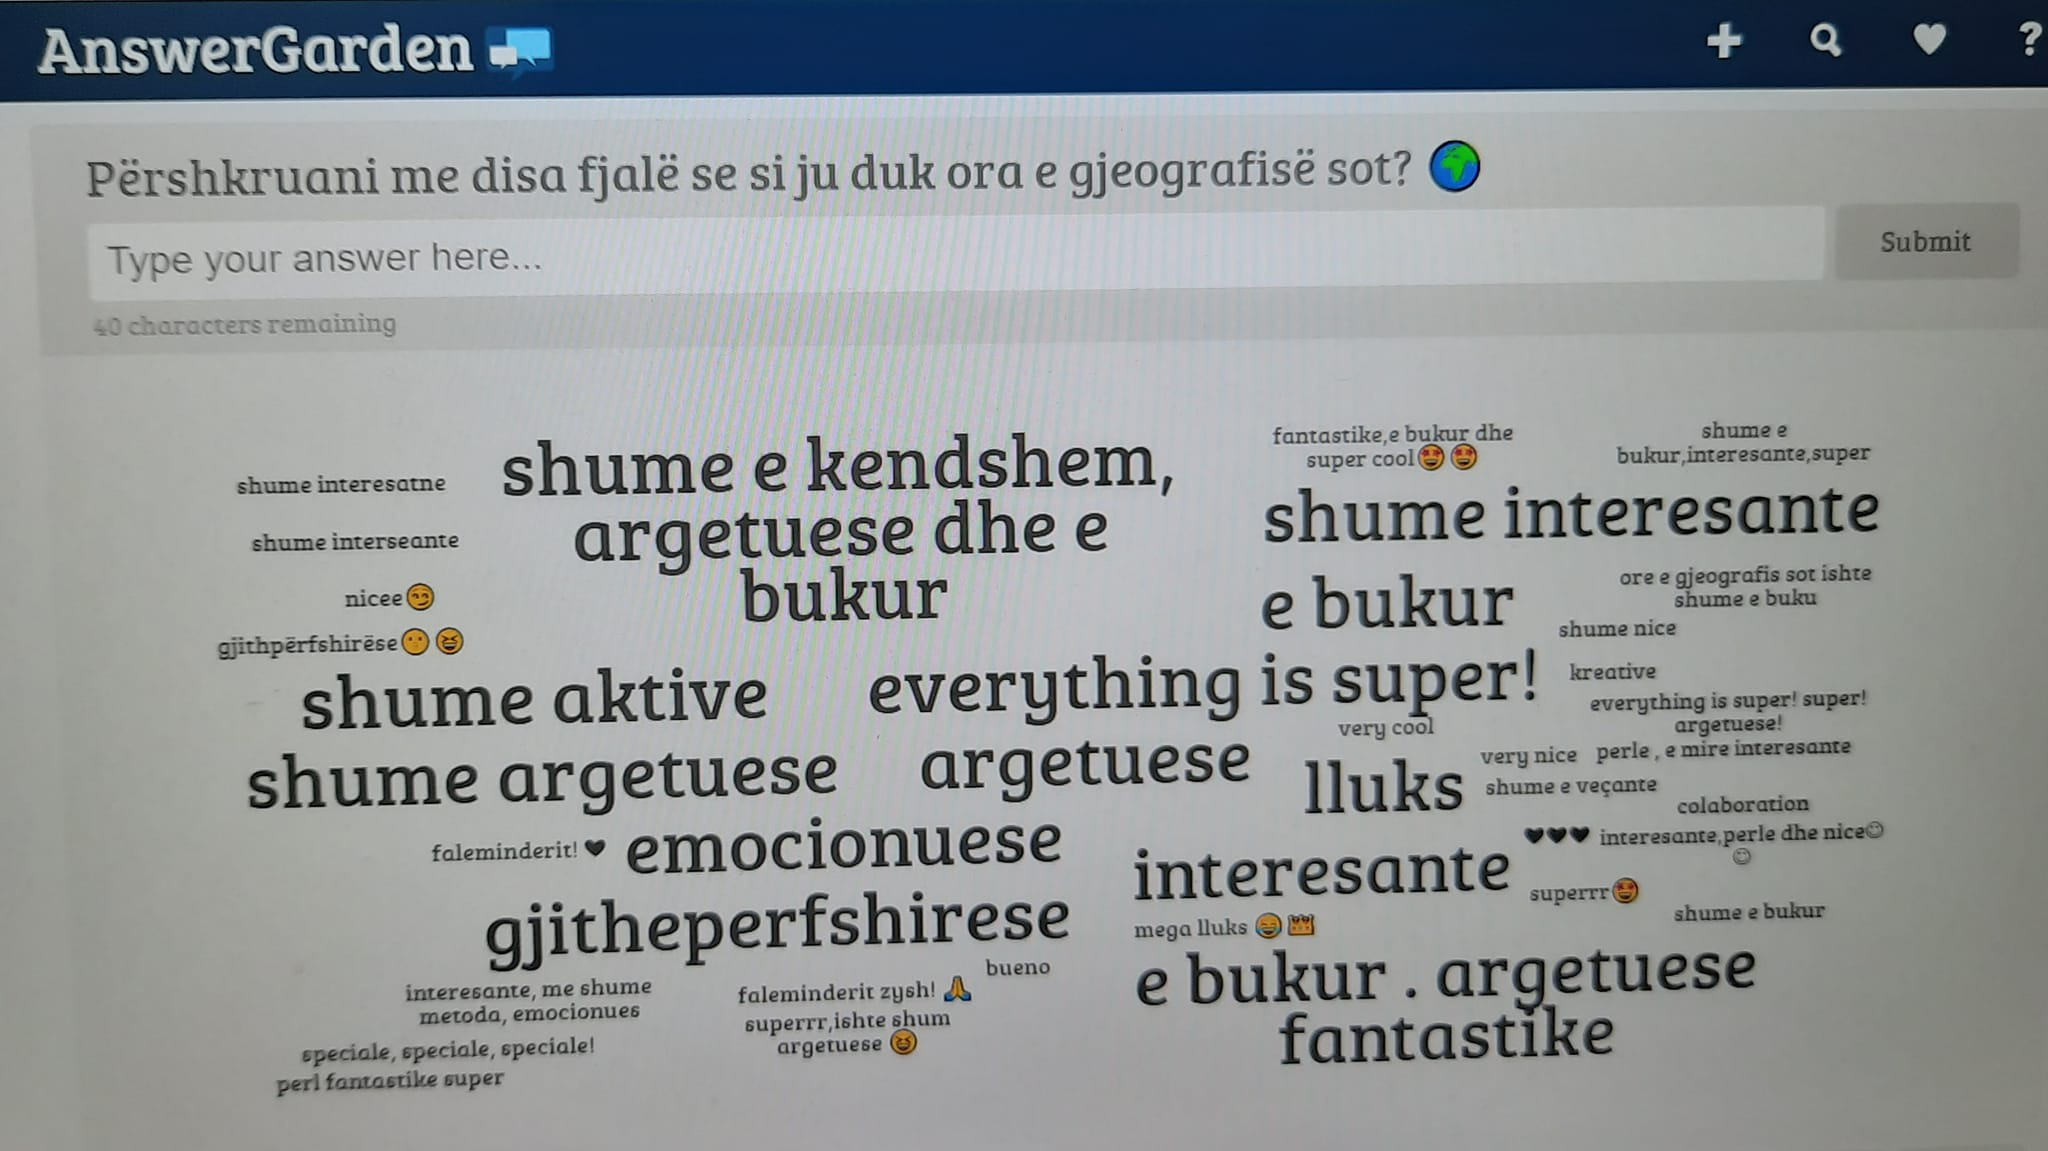 AnswerGarden
Përshkruani me disa fjalë se si ju duk ora e gjeografisë sot? 🌍
Type your answer here...
Submit
40 characters remaining
shume interesatne
shume interseante
nicee😏
gjithpërfshirëse😗😆
shume e kendshem,
argetuese dhe e
bukur
fantastike,e bukur dhe
super cool🤩🤩
shume e
bukur,interesante,super
shume interesante
e bukur
ore e gjeografis sot ishte
shume e buku
shume nice
shume aktive
everything is super!
kreative
everything is super! super!
argetuese!
very cool
shume argetuese
argetuese
lluks
very nice
perle , e mire interesante
shume e veçante
colaboration
faleminderit! ♥
emocionuese
interesante
♥♥♥
interesante,perle dhe nice☺
☺
superrr🤩
shume e bukur
gjitheperfshirese
mega lluks 😂👑
bueno
e bukur . argetuese
fantastike
interesante, me shume
metoda, emocionues
faleminderit zysh! 🙏
superrr,ishte shum
argetuese 😆
speciale, speciale, speciale!
perl fantastike super